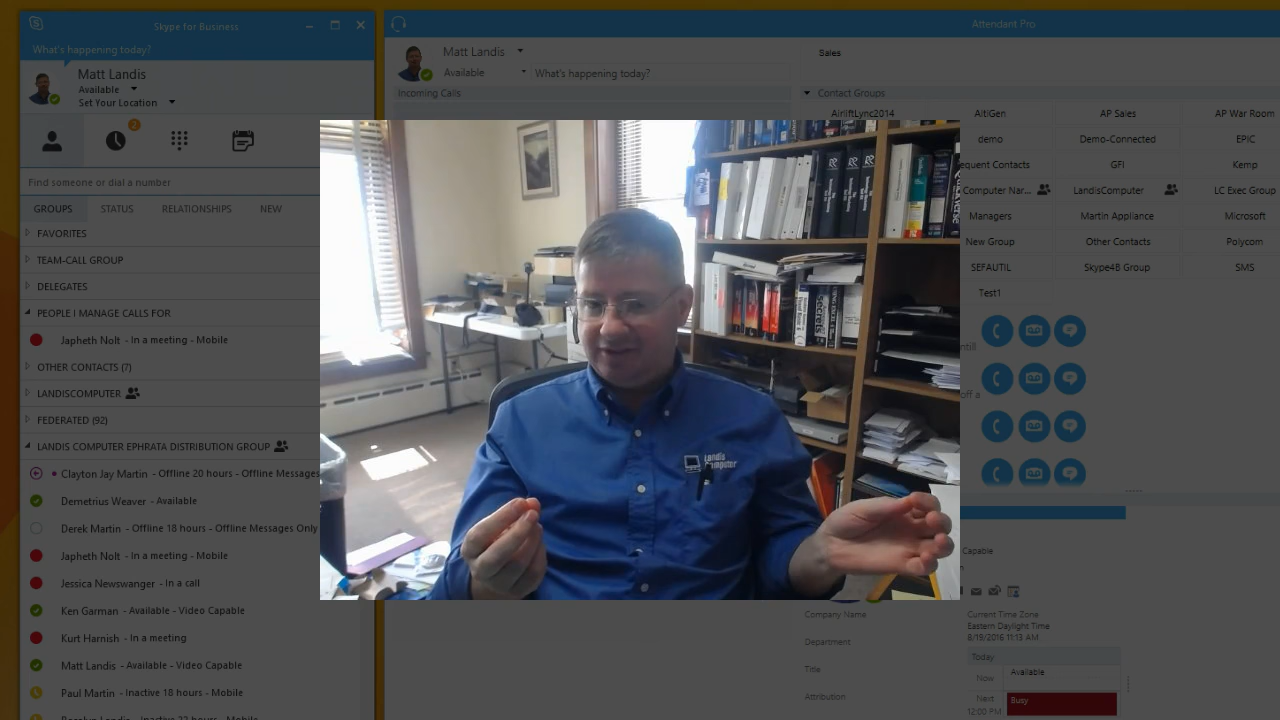 Skype for Business
What's happening today?
Matt Landis
Available
Set Your Location
2
Find someone or dial a number
GROUPS STATUS RELATIONSHIPS NEW
FAVORITES
TEAM-CALL GROUP
DELEGATES
PEOPLE I MANAGE CALLS FOR
Japheth Nolt - In a meeting - Mobile
OTHER CONTACTS (7)
LANDISCOMPUTER
FEDERATED (92)
LANDIS COMPUTER EPHRATA DISTRIBUTION GROUP
Clayton Jay Martin - Offline 20 hours - Offline Messages
Demetrius Weaver - Available
Derek Martin - Offline 18 hours - Offline Messages Only
Japheth Nolt - In a meeting - Mobile
Jessica Newswanger - In a call
Ken Garman - Available - Video Capable
Kurt Harnish - In a meeting
Matt Landis - Available - Video Capable
Paul Martin - Inactive 18 hours - Mobile
Attendant Pro
Matt Landis
Available What's happening today?
Sales
Incoming Calls
Contact Groups
AirliftLync2014 AltiGen AP Sales AP War Room
demo Demo-Connected EPIC
equent Contacts GFI Kemp
Computer Nar... LandisComputer LC Exec Group
Managers Martin Appliance Microsoft
New Group Other Contacts Polycom
SEFAUTIL Skype4B Group SMS
Test1
Landis
Computer
Capable
Company Name
Department
Title
Attribution
Current Time Zone
Eastern Daylight Time
8/19/2016 11:13 AM
Today
Now Available
Next Busy
12:00 PM